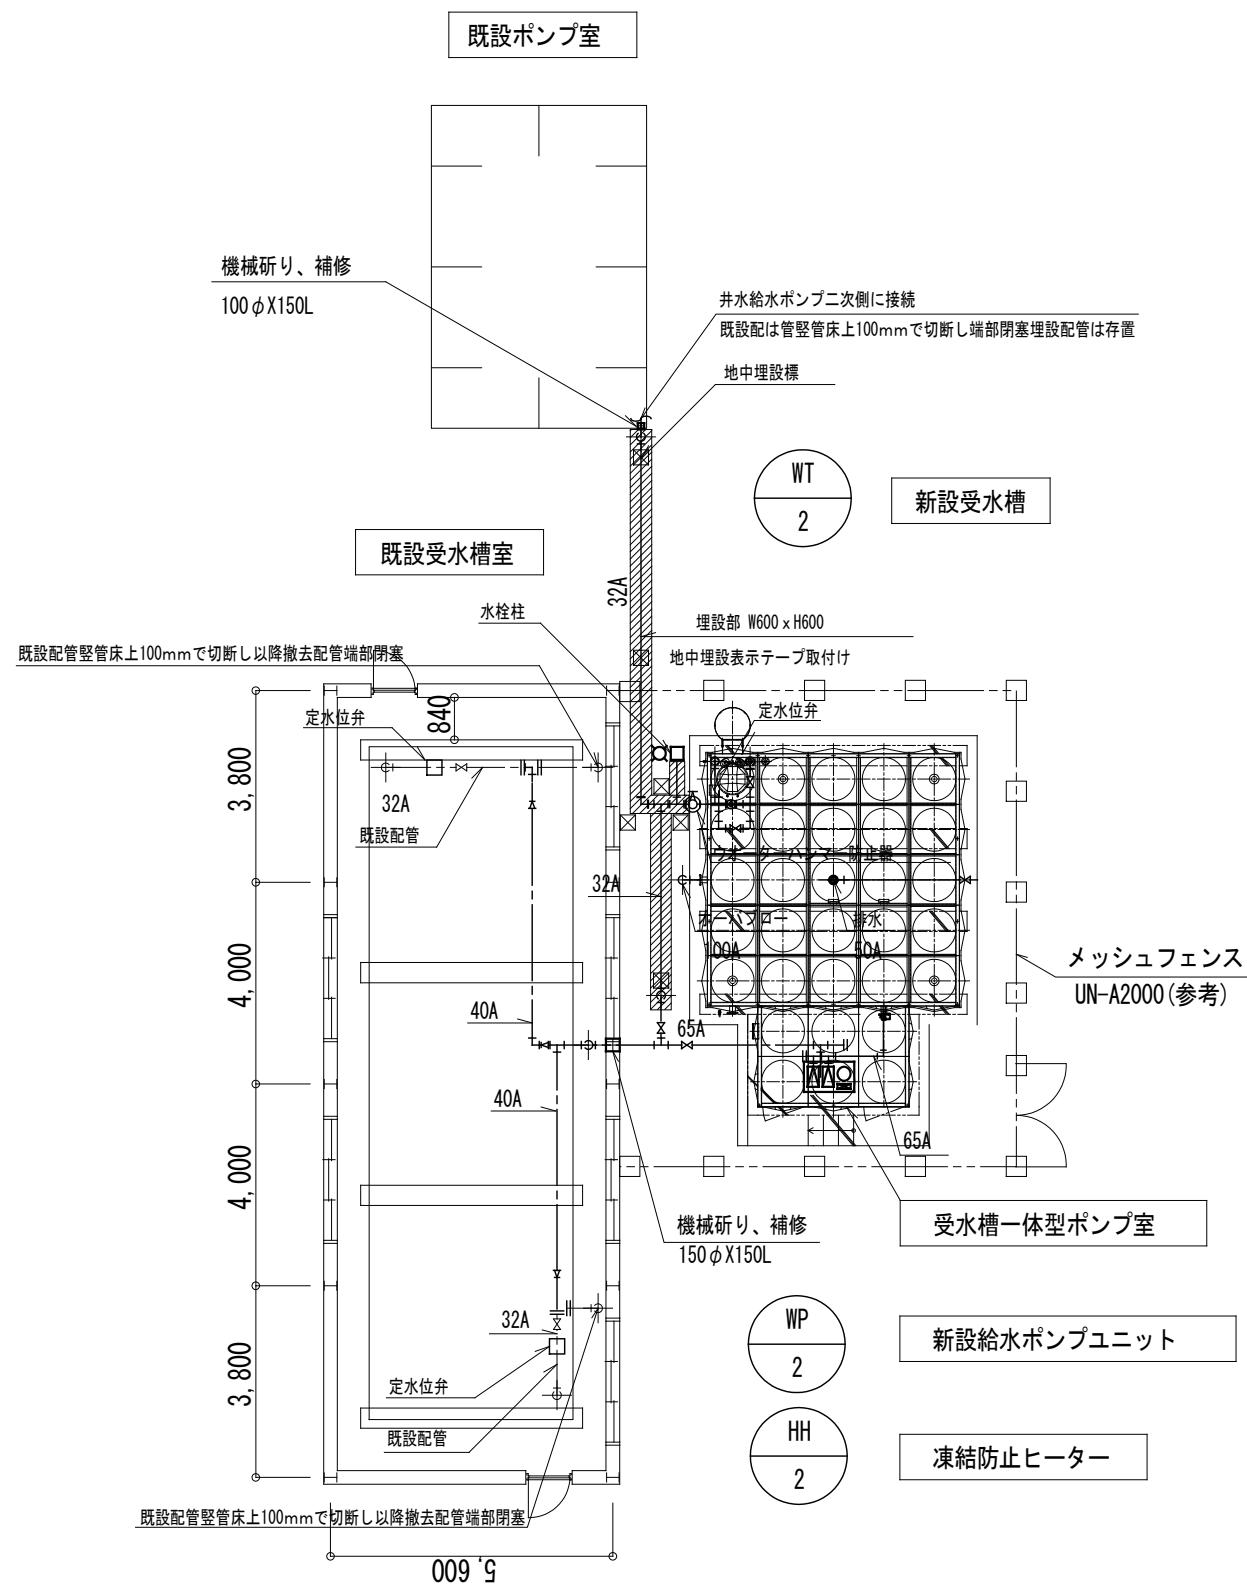 既設ポンプ室
機械斫り、補修
100φX150L
井水給水ポンプ二次側に接続
既設配は管竪管床上100mmで切断し端部閉塞埋設配管は存置
地中埋設標
WT
2
新設受水槽
既設受水槽室
32A
水栓柱
埋設部 W600 x H600
既設配管竪管床上100mmで切断し以降撤去配管端部閉塞
地中埋設表示テープ取付け
定水位弁
840
定水位弁
3,800
32A
既設配管
ウオーターハンマー防止器
32A
オーバフロー
排水
100A
50A
メッシュフェンス
UN-A2000(参考)
4,000
40A
65A
40A
65A
4,000
機械斫り、補修
150φX150L
受水槽一体型ポンプ室
WP
2
新設給水ポンプユニット
32A
3,800
定水位弁
既設配管
HH
2
凍結防止ヒーター
既設配管竪管床上100mmで切断し以降撤去配管端部閉塞
5,600